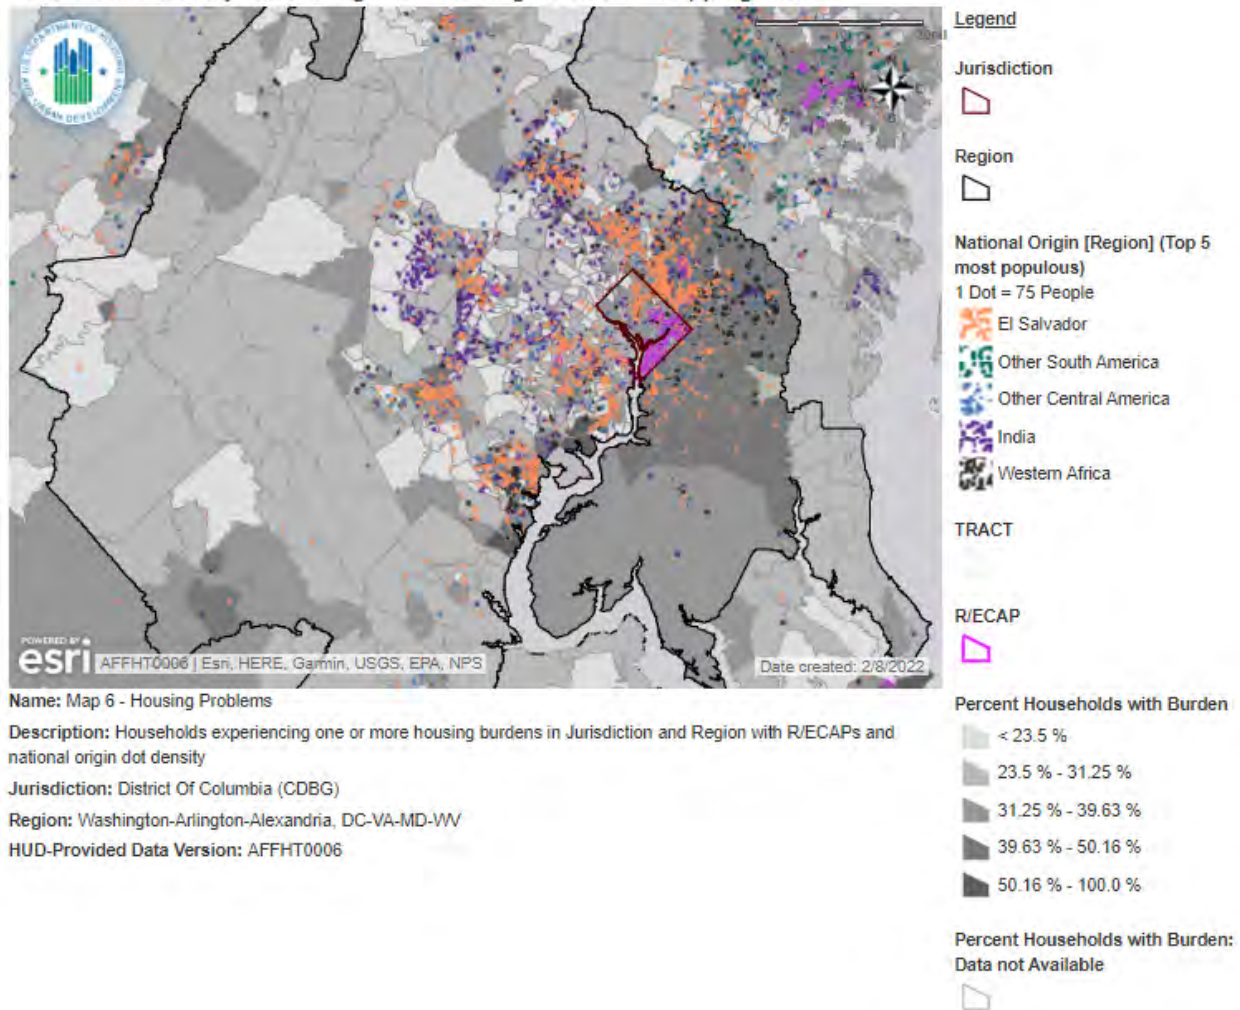 Legend
Jurisdiction
Region
National Origin [Region] (Top 5
most populous)
1 Dot = 75 People
El Salvador
Other South America
Other Central America
India
Western Africa
TRACT
R/ECAP
Percent Households with Burden
< 23.5 %
23.5 % - 31.25 %
31.25 % - 39.63 %
39.63 % - 50.16 %
50.16 % - 100.0 %
Percent Households with Burden:
Data not Available
POWERED BY
esri
AFFHT0006 | Esri, HERE, Garmin, USGS, EPA, NPS
Date created: 2/8/2022
Name: Map 6 - Housing Problems
Description: Households experiencing one or more housing burdens in Jurisdiction and Region with R/ECAPs and
national origin dot density
Jurisdiction: District Of Columbia (CDBG)
Region: Washington-Arlington-Alexandria, DC-VA-MD-WV
HUD-Provided Data Version: AFFHT0006